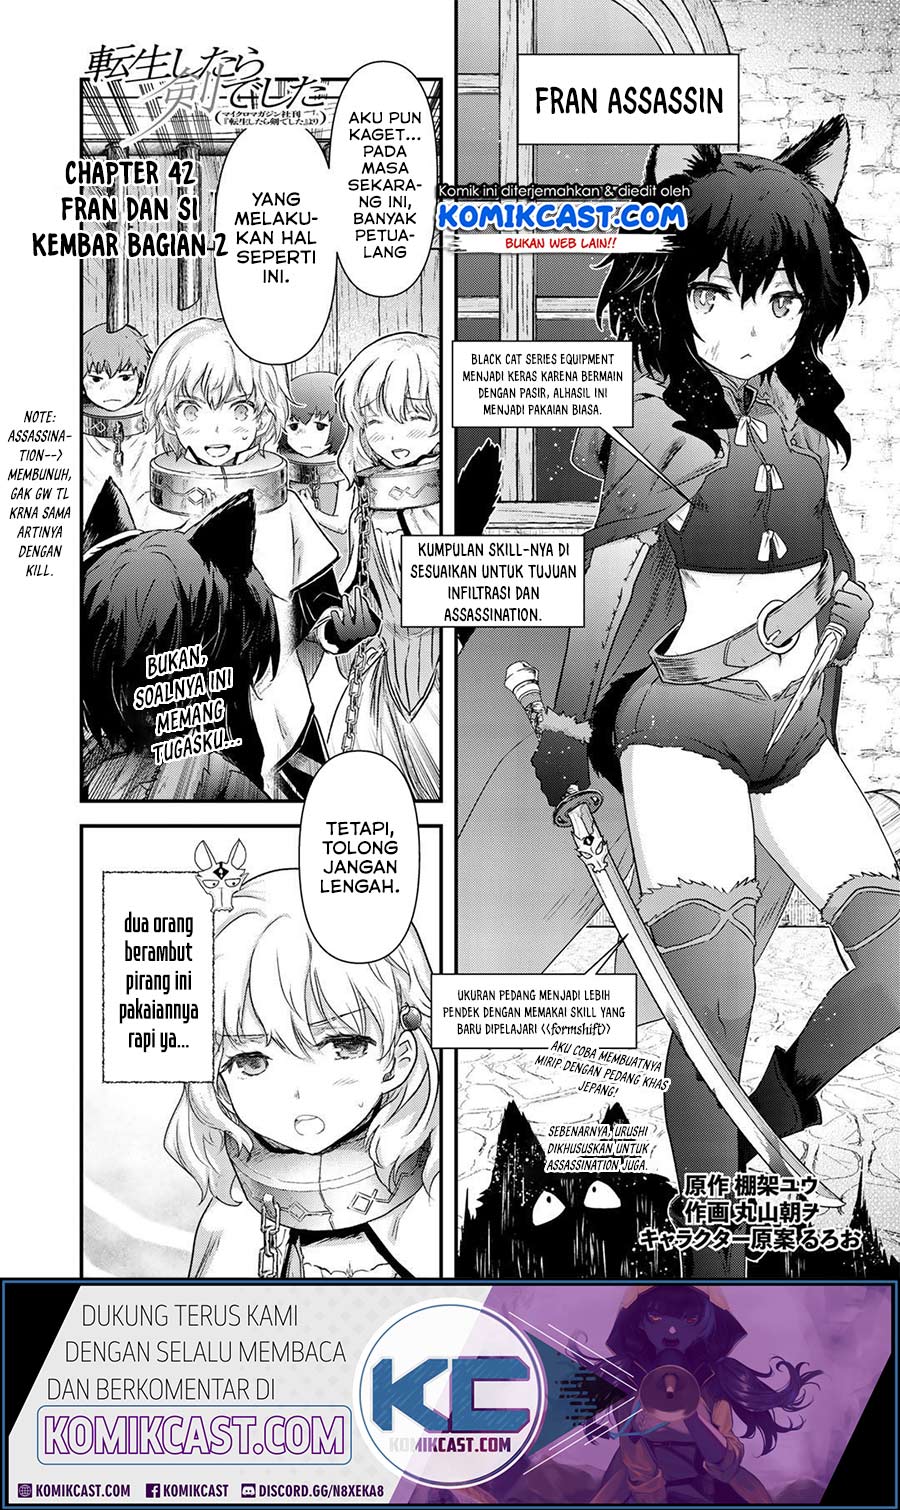 転生したら
剣でした
(マイクロマガジン社刊
『転生したら剣でした』より)
CHAPTER 42
FRAN DAN SI
KEMBAR BAGIAN 2
FRAN ASSASSIN
Komik ini diterjemahkan & diedit oleh
KOMIKCAST.COM
BUKAN WEB LAIN!!
AKU PUN
KAGET...
PADA
MASA
SEKARA-
NG INI,
BANYAK
PETUA-
LANG
YANG
MELAKU-
KAN HAL
SEPERTI
INI.
BLACK CAT SERIES EQUIPMENT
MENJADI KERAS KARENA BERMAIN
DENGAN PASIR, ALHASIL INI
MENJADI PAKAIAN BIASA.
NOTE:
ASSASSINA-
TION-->
MEMBUNUH,
GAK GW TL
KRNA SAMA
ARTINYA
DENGAN
KILL.
KUMPULAN SKILL-NYA DI
SESUAIKAN UNTUK TUJUAN
INFILTRASI DAN
ASSASSINATION.
BUKAN,
SOALNYA INI
MEMANG
TUGASKU...
TETAPI,
TOLONG
JANGAN
LENGAH.
dua orang
berambut
pirang ini
pakaiannya
rapi ya...
UKURAN PEDANG MENJADI LEBIH
PENDEK DENGAN MEMAKAI SKILL YANG
BARU DIPELAJARI <<formshift>>
AKU COBA MEMBUATNYA
MIRIP DENGAN PEDANG KHAS
JEPANG!
SEBENARNYA, URUSHI
DIKHUSUSKAN UNTUK
ASSASSINATION JUGA.
原作 棚架ユウ
作画 丸山朝ヲ
キャラクター原案 るろお
DUKUNG TERUS KAMI
DENGAN SELALU MEMBACA
DAN BERKOMENTAR DI
KOMIKCAST.COM
KC
KOMIKCAST.COM
KOMIKCAST.COM KOMIKCAST DISCORD.GG/N8XEKA8